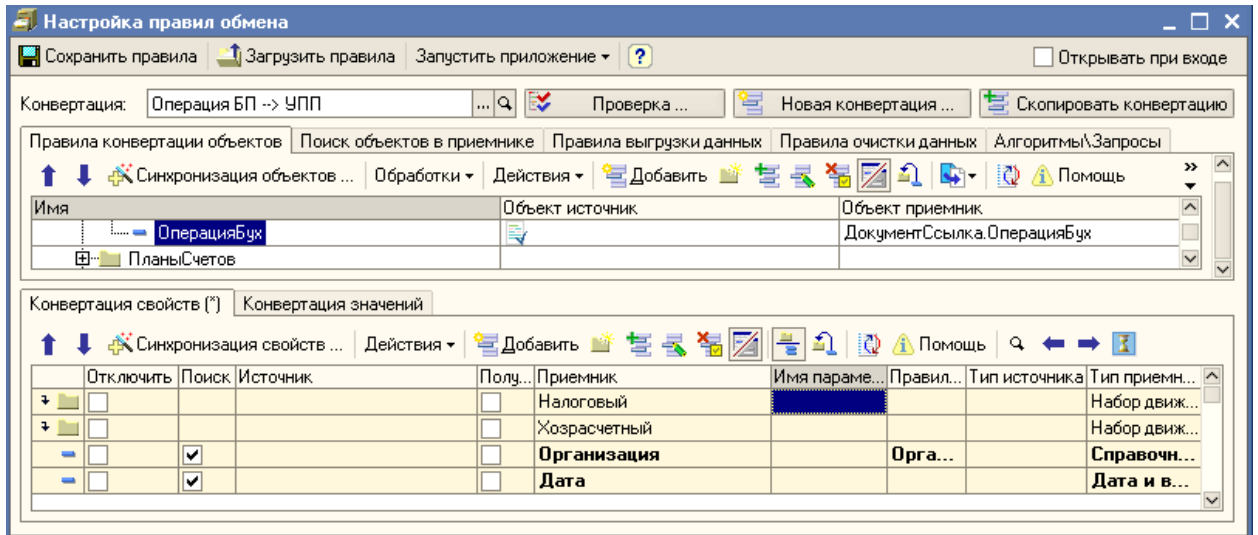 Настройка правил обмена
Сохранить правила Загрузить правила Запустить приложение Открывать при входе
Конвертация: Операция БП --> УПП ... Проверка ... Новая конвертация ... Скопировать конвертацию
Правила конвертации объектов Поиск объектов в приемнике Правила выгрузки данных Правила очистки данных Алгоритмы\Запросы
Синхронизация объектов ... Обработки Действия Добавить Помощь
Имя Объект источник Объект приемник
ОперацияБух ДокументСсылка.ОперацияБух
ПланыСчетов
Конвертация свойств (*) Конвертация значений
Синхронизация свойств ... Действия Добавить Помощь
Отключить Поиск Источник Полу... Приемник Имя параме... Правил... Тип источника Тип приемн...
Налоговый Набор движ...
Хозрасчетный Набор движ...
Организация Орга... Справочн...
Дата Дата и в...